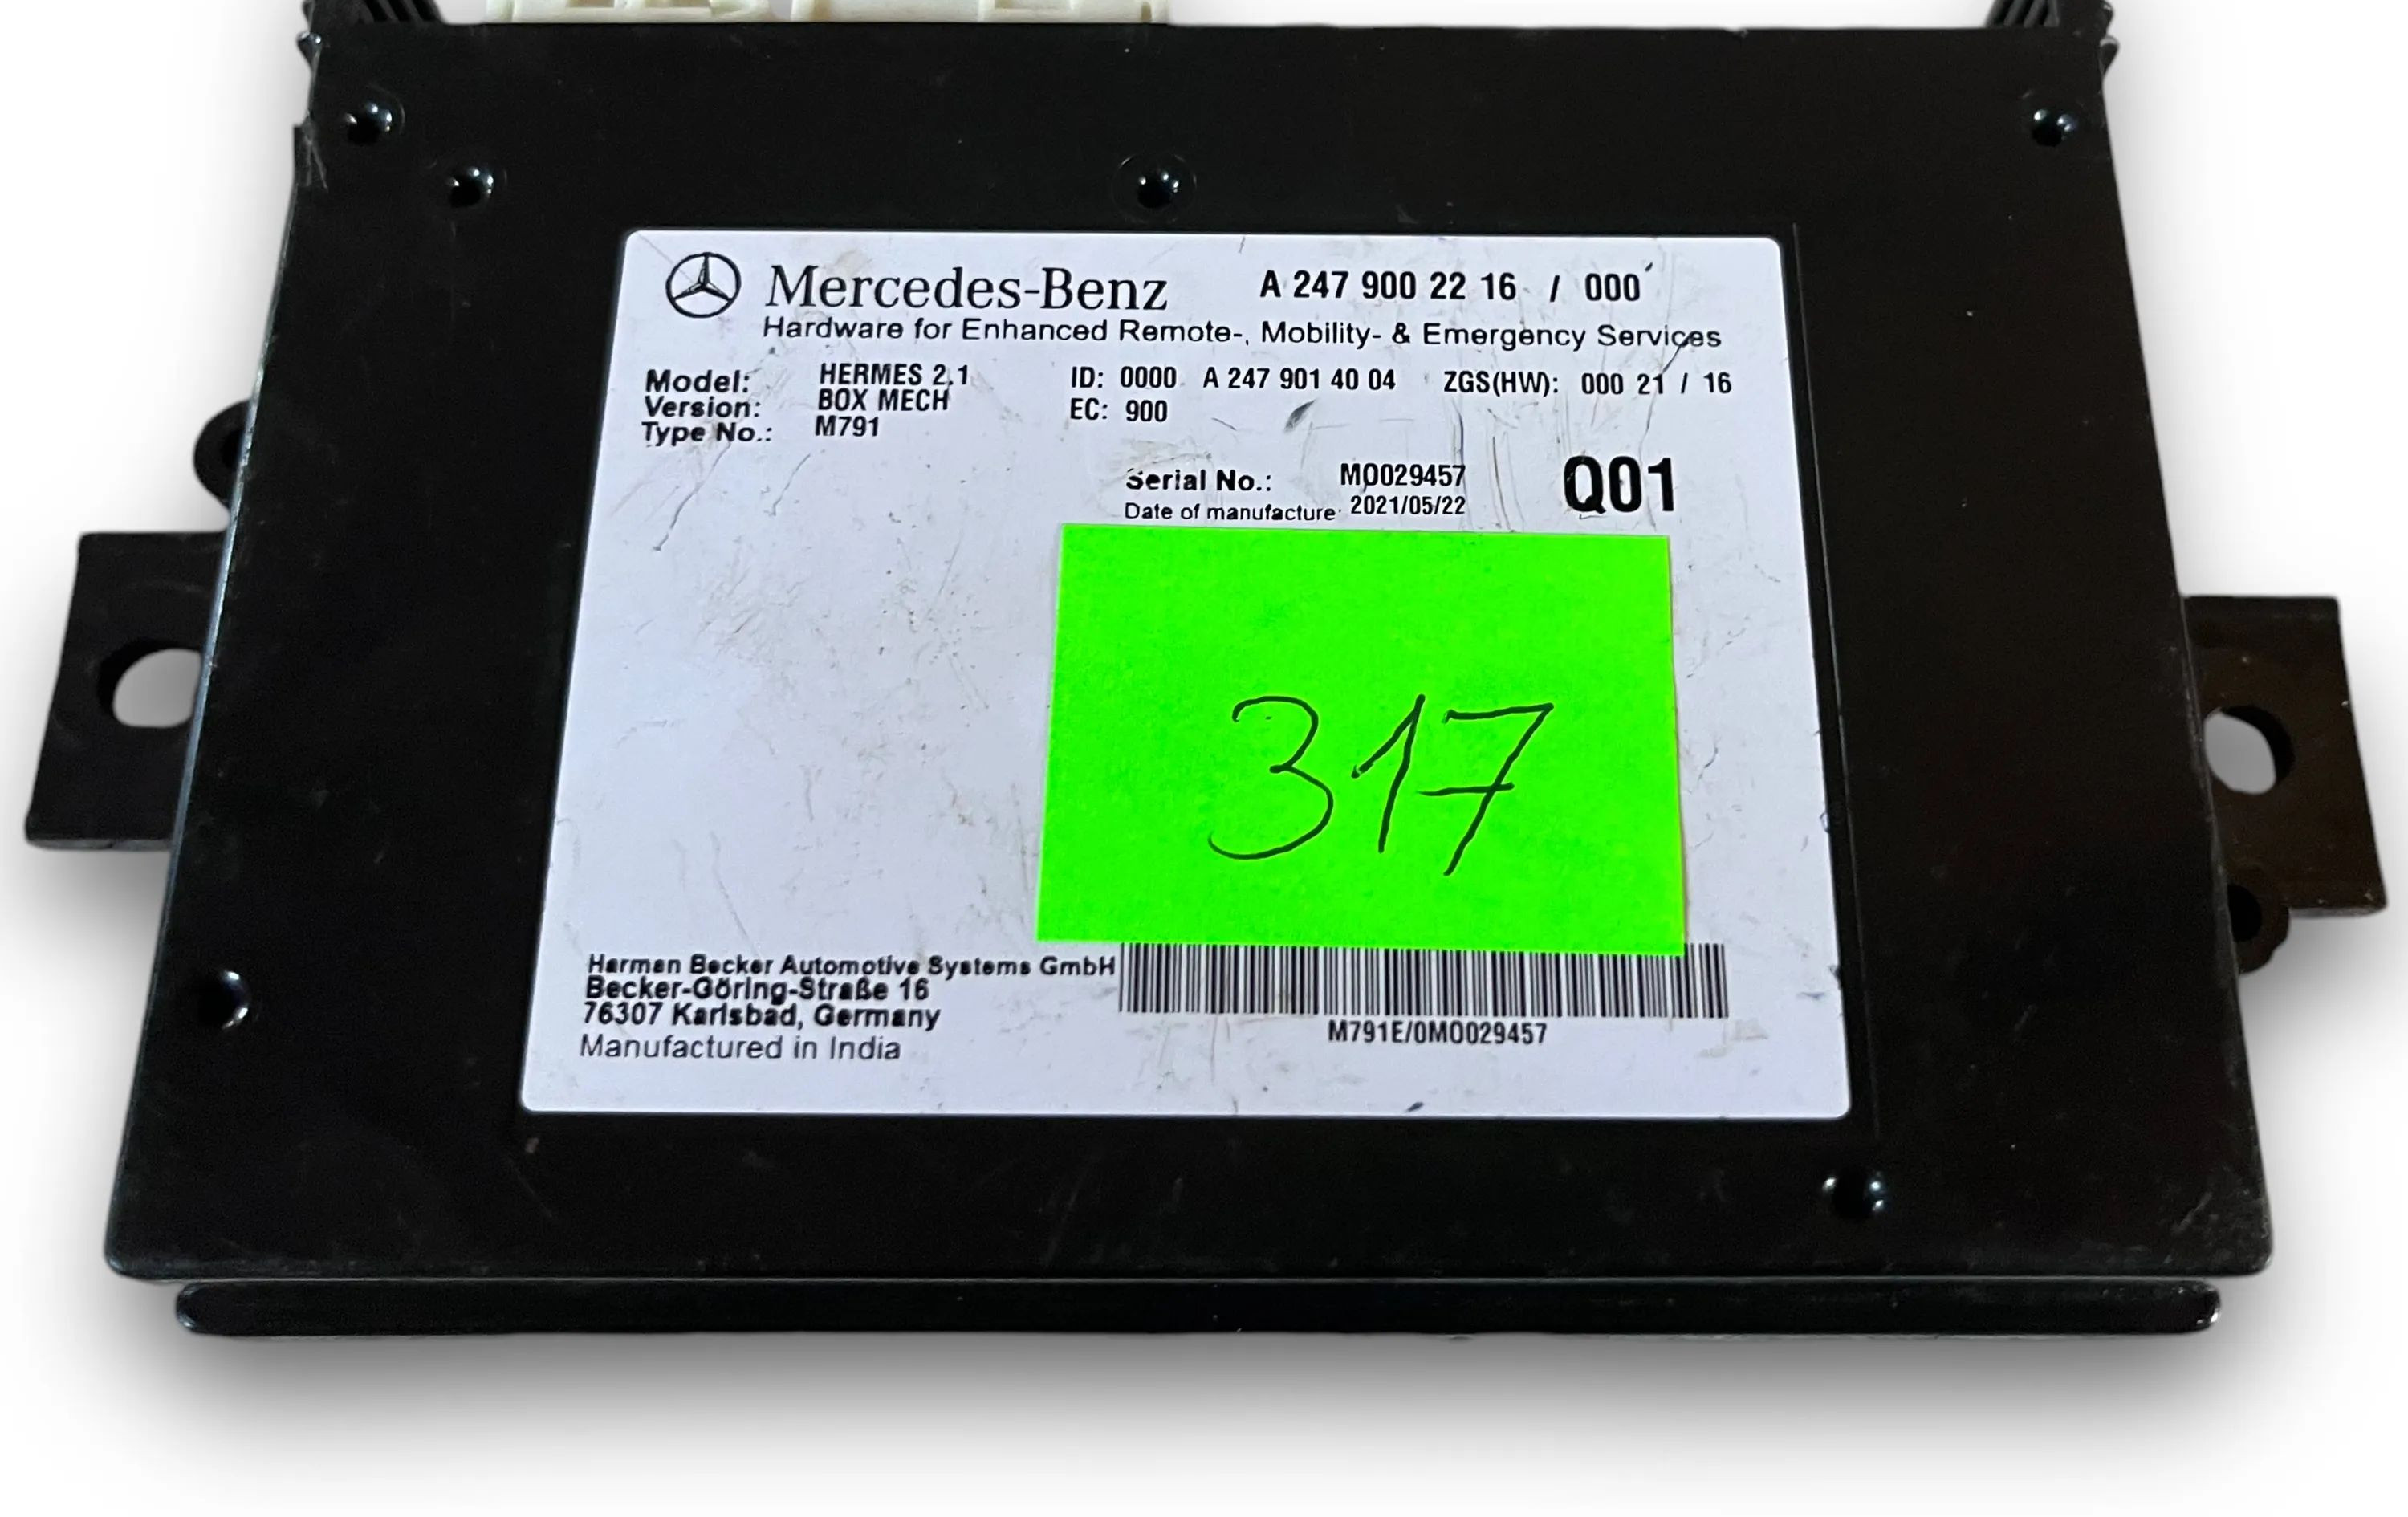 Mercedes-Benz A 247 900 22 16 / 000
Hardware for Enhanced Remote-, Mobility- & Emergency Services
Model: HERMES 2.1 ID: 0000 A 247 901 40 04 ZGS(HW): 000 21 / 16
Version: BOX MECH EC: 900
Type No.: M791
Serial No.: MO029457 Q01
Date of manufacture 2021/05/22
317
Harman Becker Automotive Systems GmbH
Becker-Göring-Straße 16
76307 Karlsbad, Germany
Manufactured in India
M791E/0MO029457